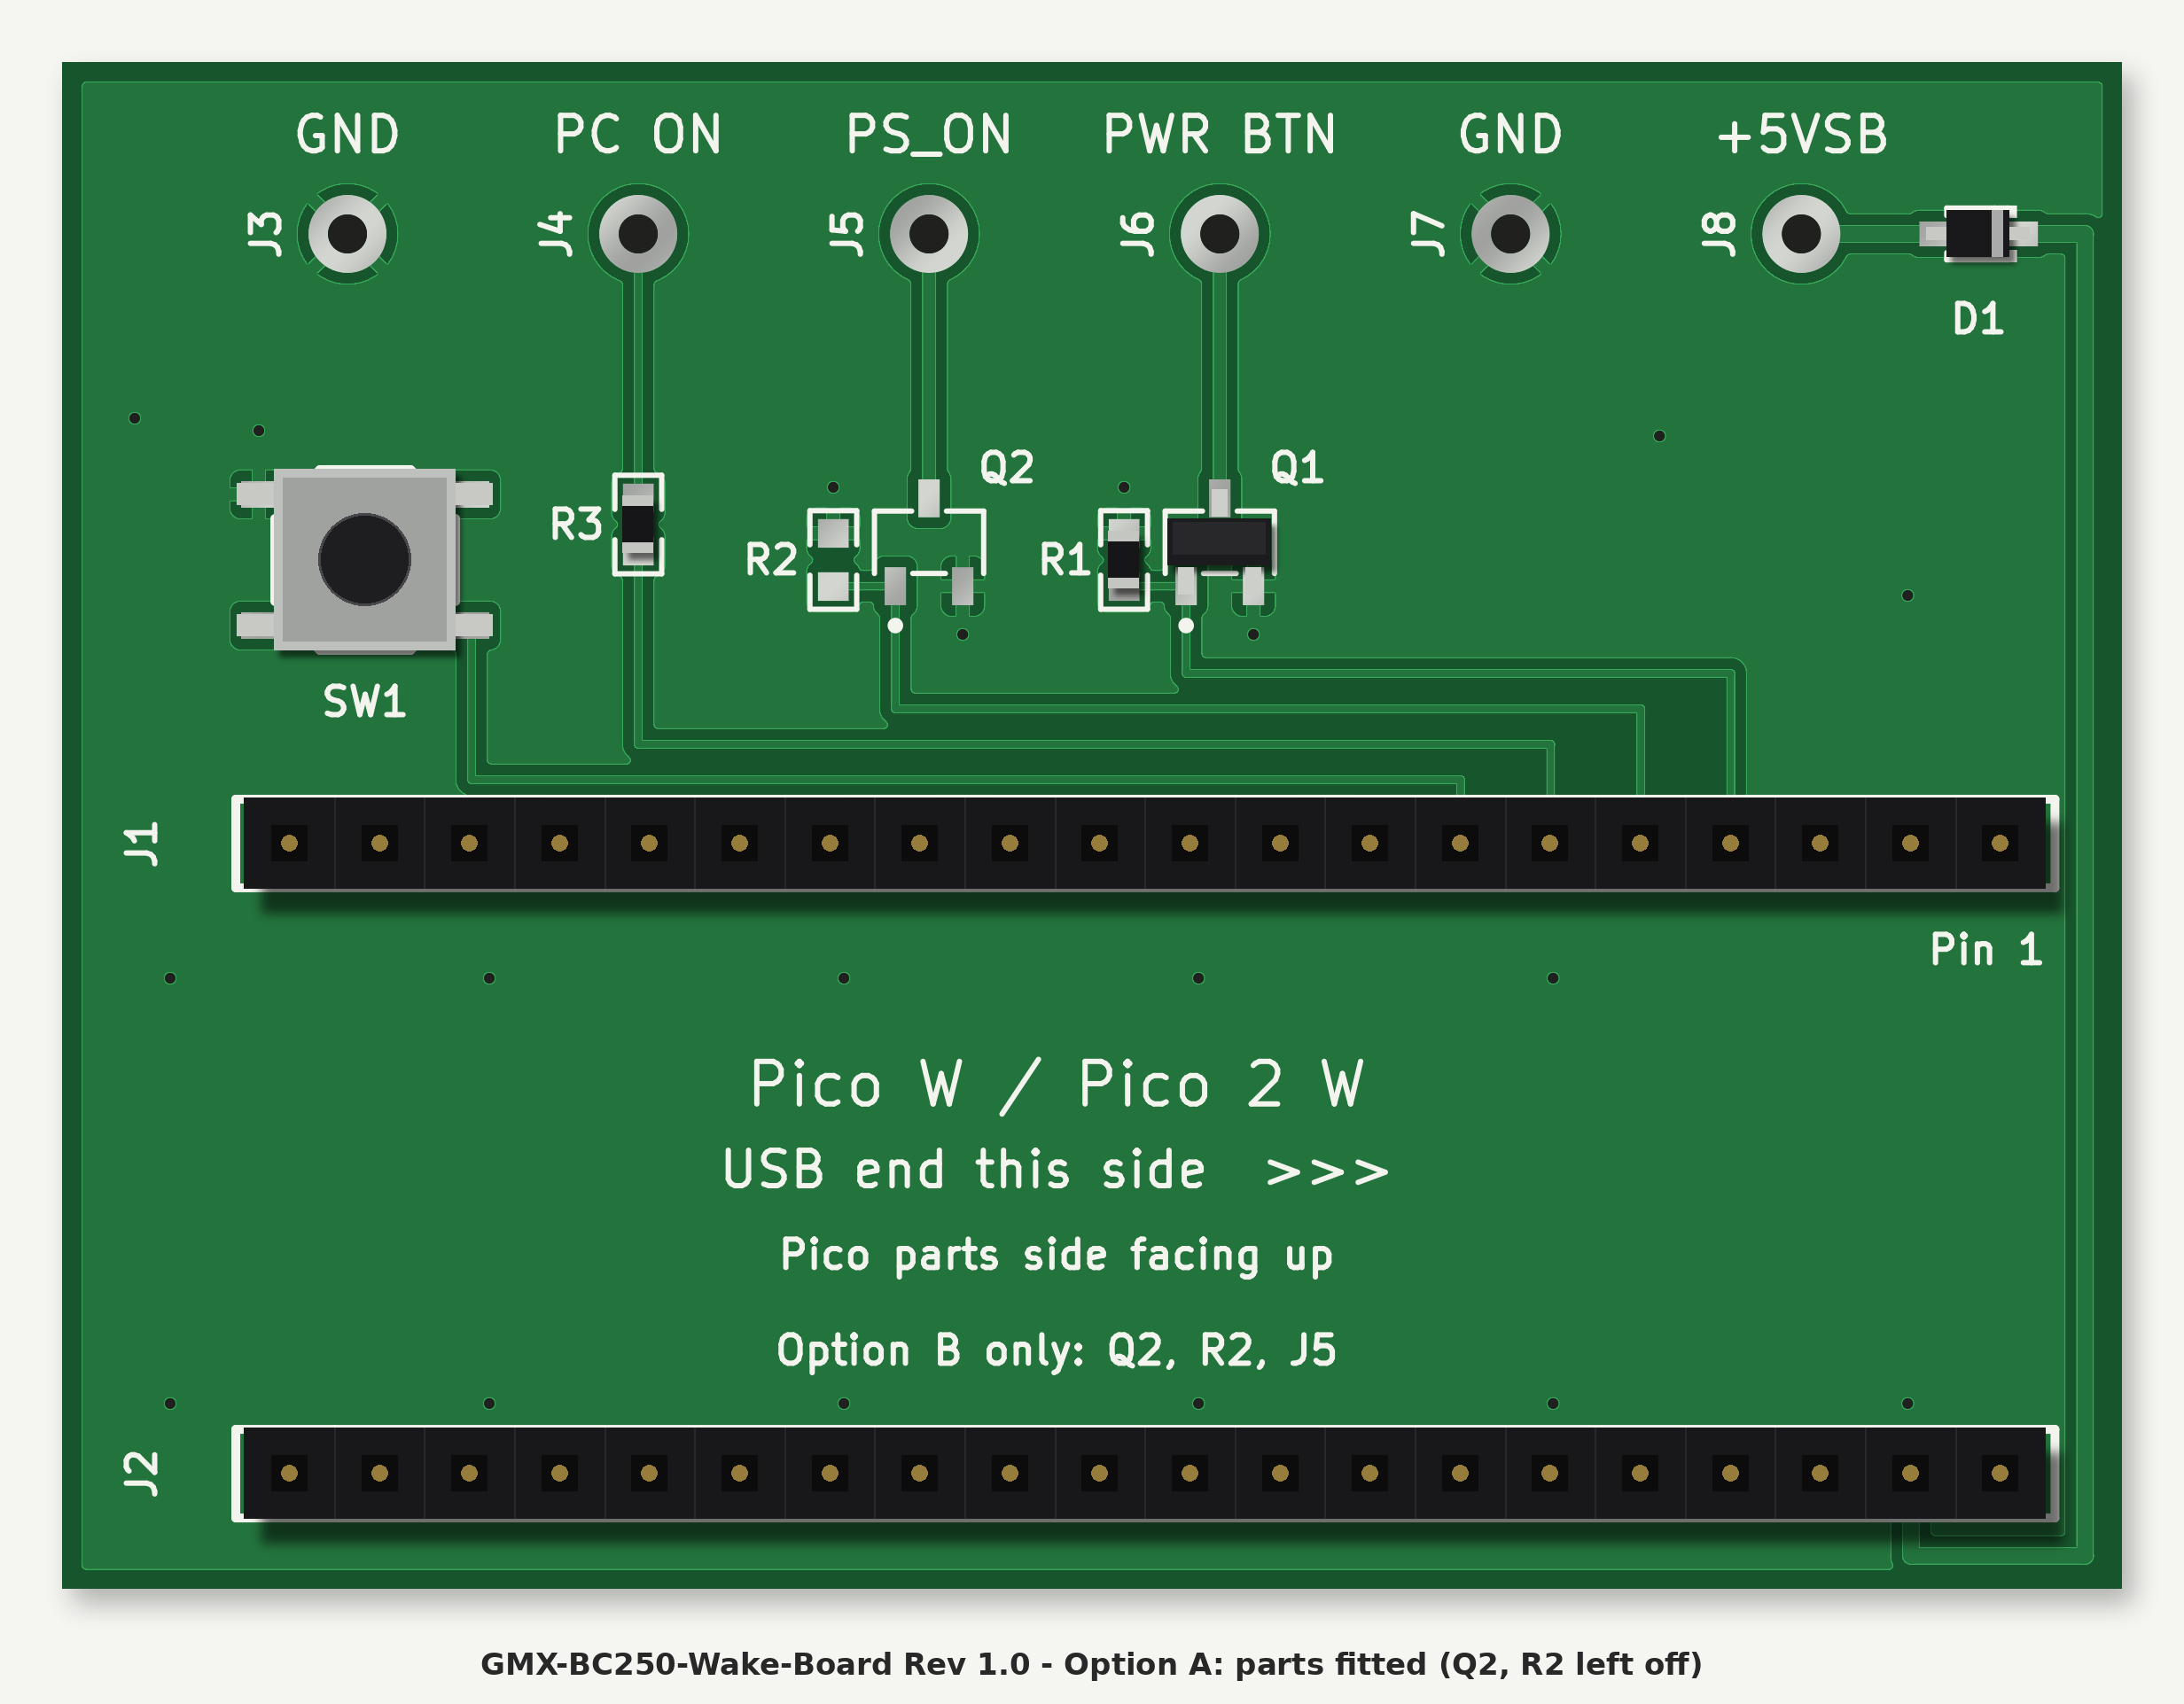 GND PC ON PS_ON PWR BTN GND +5VSB
J3 J4 J5 J6 J7 J8
D1
Q2 Q1
R3 R2 R1
SW1
J1
Pin 1
Pico W / Pico 2 W
USB end this side >>>
Pico parts side facing up
Option B only: Q2, R2, J5
J2
GMX-BC250-Wake-Board Rev 1.0 - Option A: parts fitted (Q2, R2 left off)